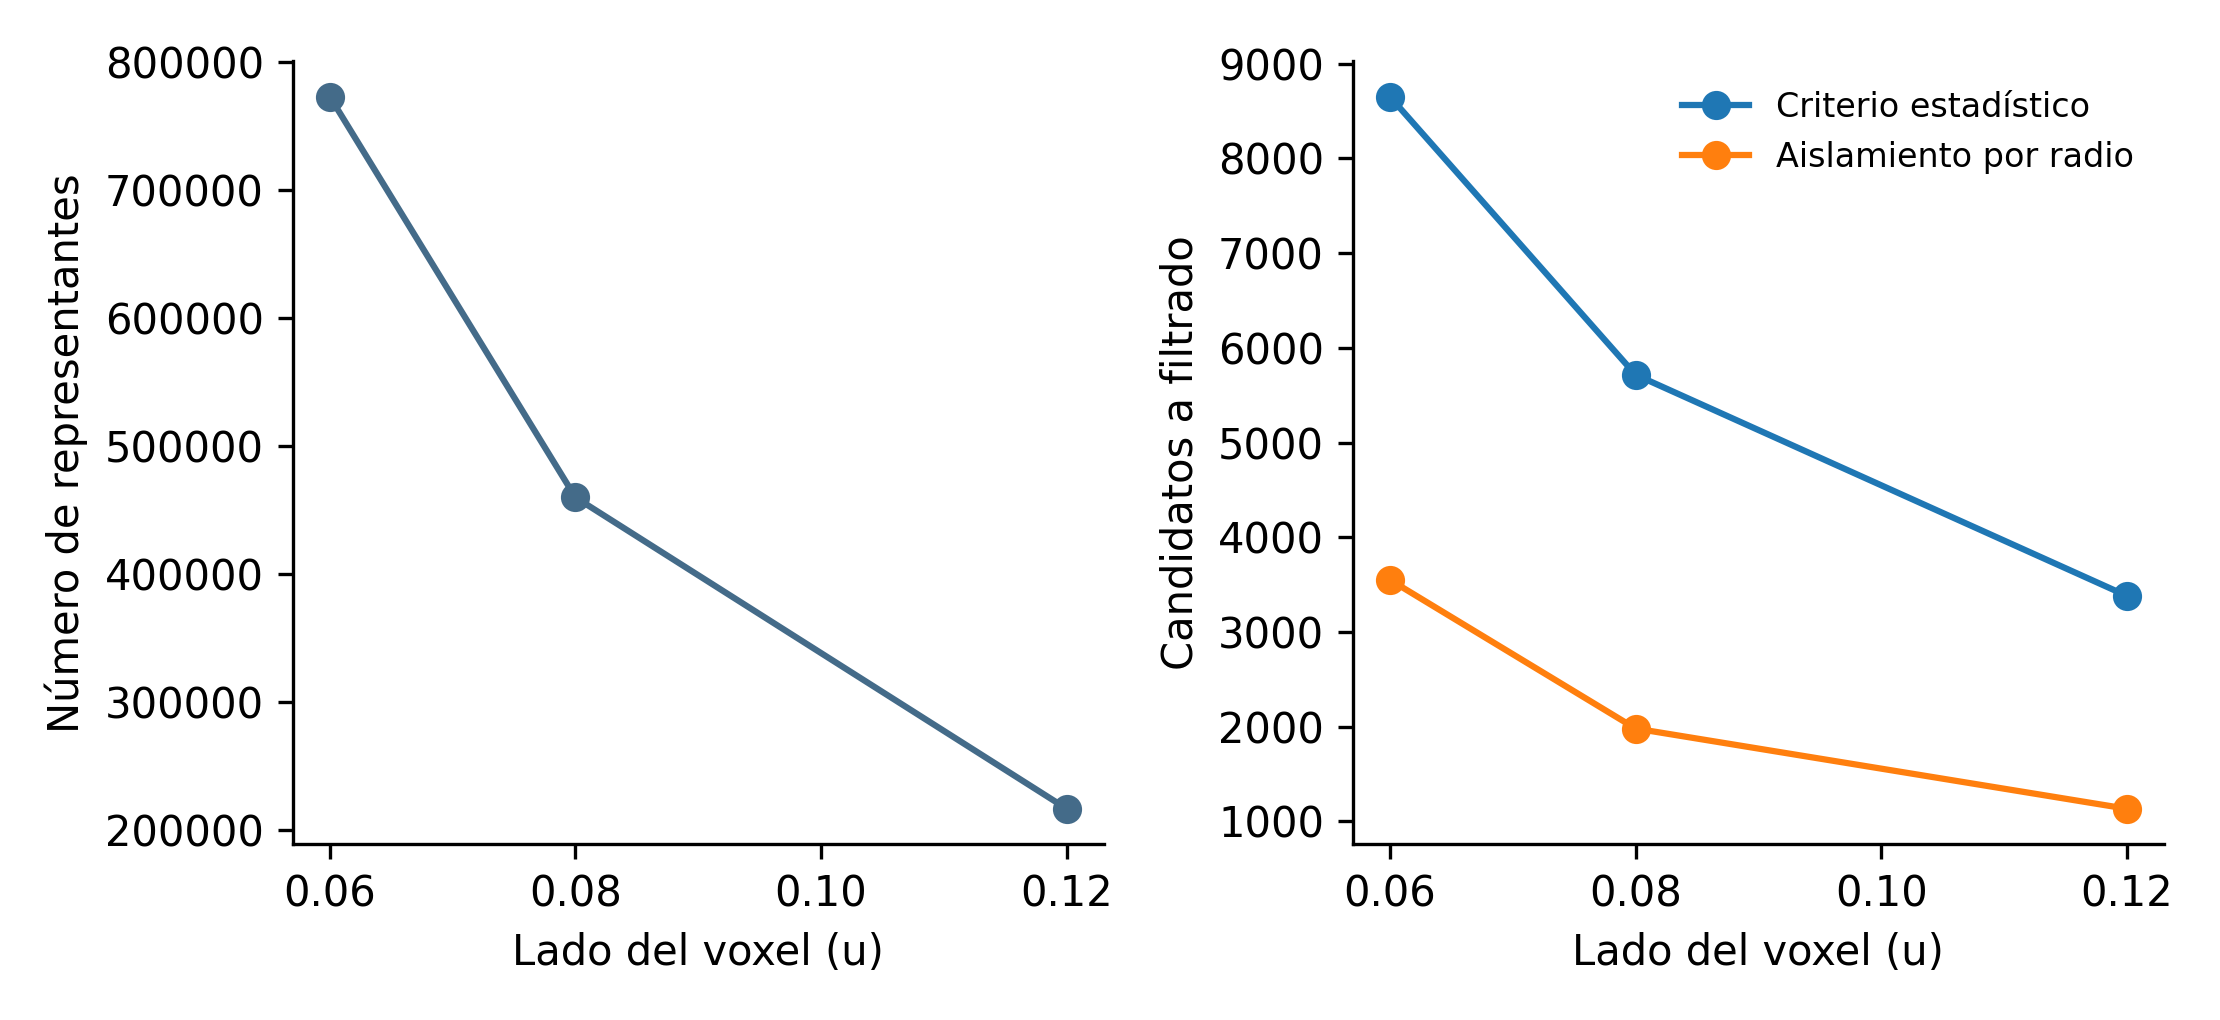 800000
700000
600000
500000
400000
300000
200000
Número de representantes
0.06 0.08 0.10 0.12
Lado del voxel (u)
9000
8000
7000
6000
5000
4000
3000
2000
1000
Candidatos a filtrado
Criterio estadístico
Aislamiento por radio
0.06 0.08 0.10 0.12
Lado del voxel (u)